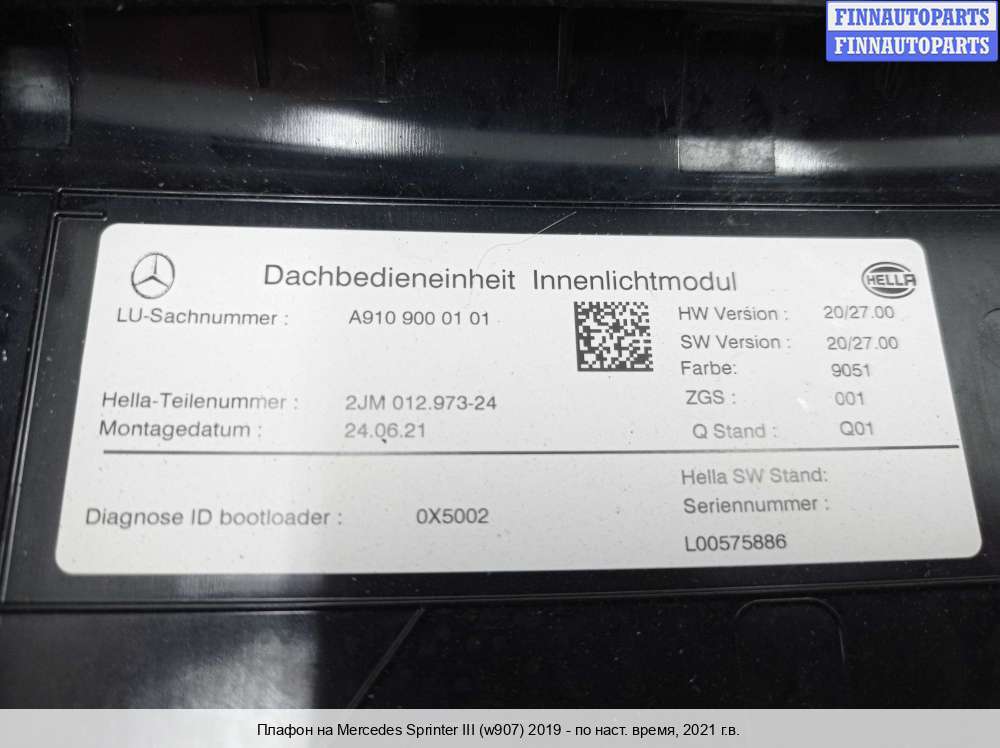 FINNAUTOPARTS
FINNAUTOPARTS
Dachbedieneinheit Innenlichtmodul
HELLA
LU-Sachnummer : A910 900 01 01
HW Version : 20/27.00
SW Version : 20/27.00
Farbe: 9051
Hella-Teilenummer : 2JM 012.973-24
ZGS : 001
Montagedatum : 24.06.21
Q Stand : Q01
Hella SW Stand:
Seriennummer :
Diagnose ID bootloader : 0X5002
L00575886
Плафон на Mercedes Sprinter III (w907) 2019 - по наст. время, 2021 г.в.